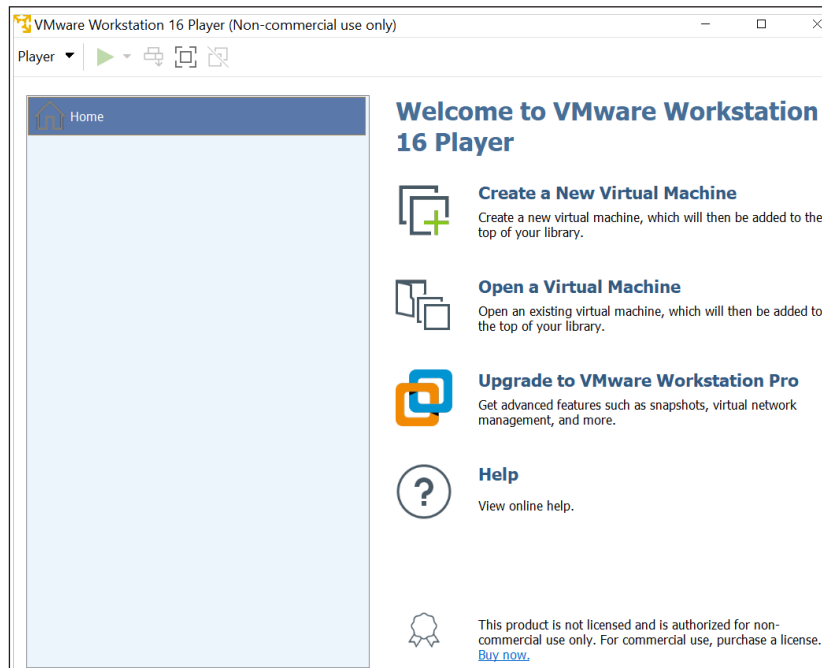 VMware Workstation 16 Player (Non-commercial use only)
Player
Home
Welcome to VMware Workstation
16 Player
Create a New Virtual Machine
Create a new virtual machine, which will then be added to the
top of your library.
Open a Virtual Machine
Open an existing virtual machine, which will then be added to
the top of your library.
Upgrade to VMware Workstation Pro
Get advanced features such as snapshots, virtual network
management, and more.
?
Help
View online help.
This product is not licensed and is authorized for non-
commercial use only. For commercial use, purchase a license.
Buy now.